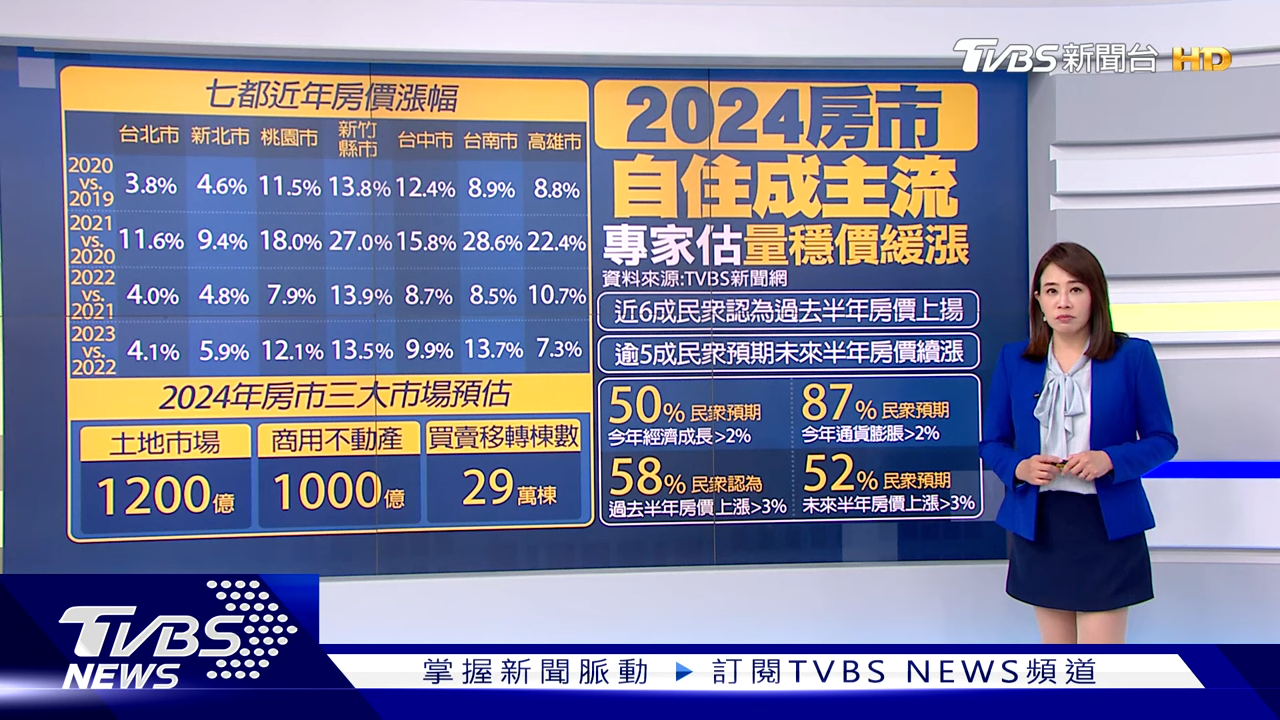 TVBS新聞台 HD
七都近年房價漲幅
台北市 新北市 桃園市 新竹縣市 台中市 台南市 高雄市
2020 vs. 2019 3.8% 4.6% 11.5% 13.8% 12.4% 8.9% 8.8%
2021 vs. 2020 11.6% 9.4% 18.0% 27.0% 15.8% 28.6% 22.4%
2022 vs. 2021 4.0% 4.8% 7.9% 13.9% 8.7% 8.5% 10.7%
2023 vs. 2022 4.1% 5.9% 12.1% 13.5% 9.9% 13.7% 7.3%
2024年房市三大市場預估
土地市場 商用不動產 買賣移轉棟數
1200億 1000億 29萬棟
2024房市
自住成主流
專家估量穩價緩漲
資料來源:TVBS新聞網
近6成民眾認為過去半年房價上揚
逾5成民眾預期未來半年房價續漲
50%民眾預期
今年經濟成長>2%
87%民眾預期
今年通貨膨脹>2%
58%民眾認為
過去半年房價上漲>3%
52%民眾預期
未來半年房價上漲>3%
TVBS
NEWS
掌握新聞脈動 ▶ 訂閱TVBS NEWS頻道